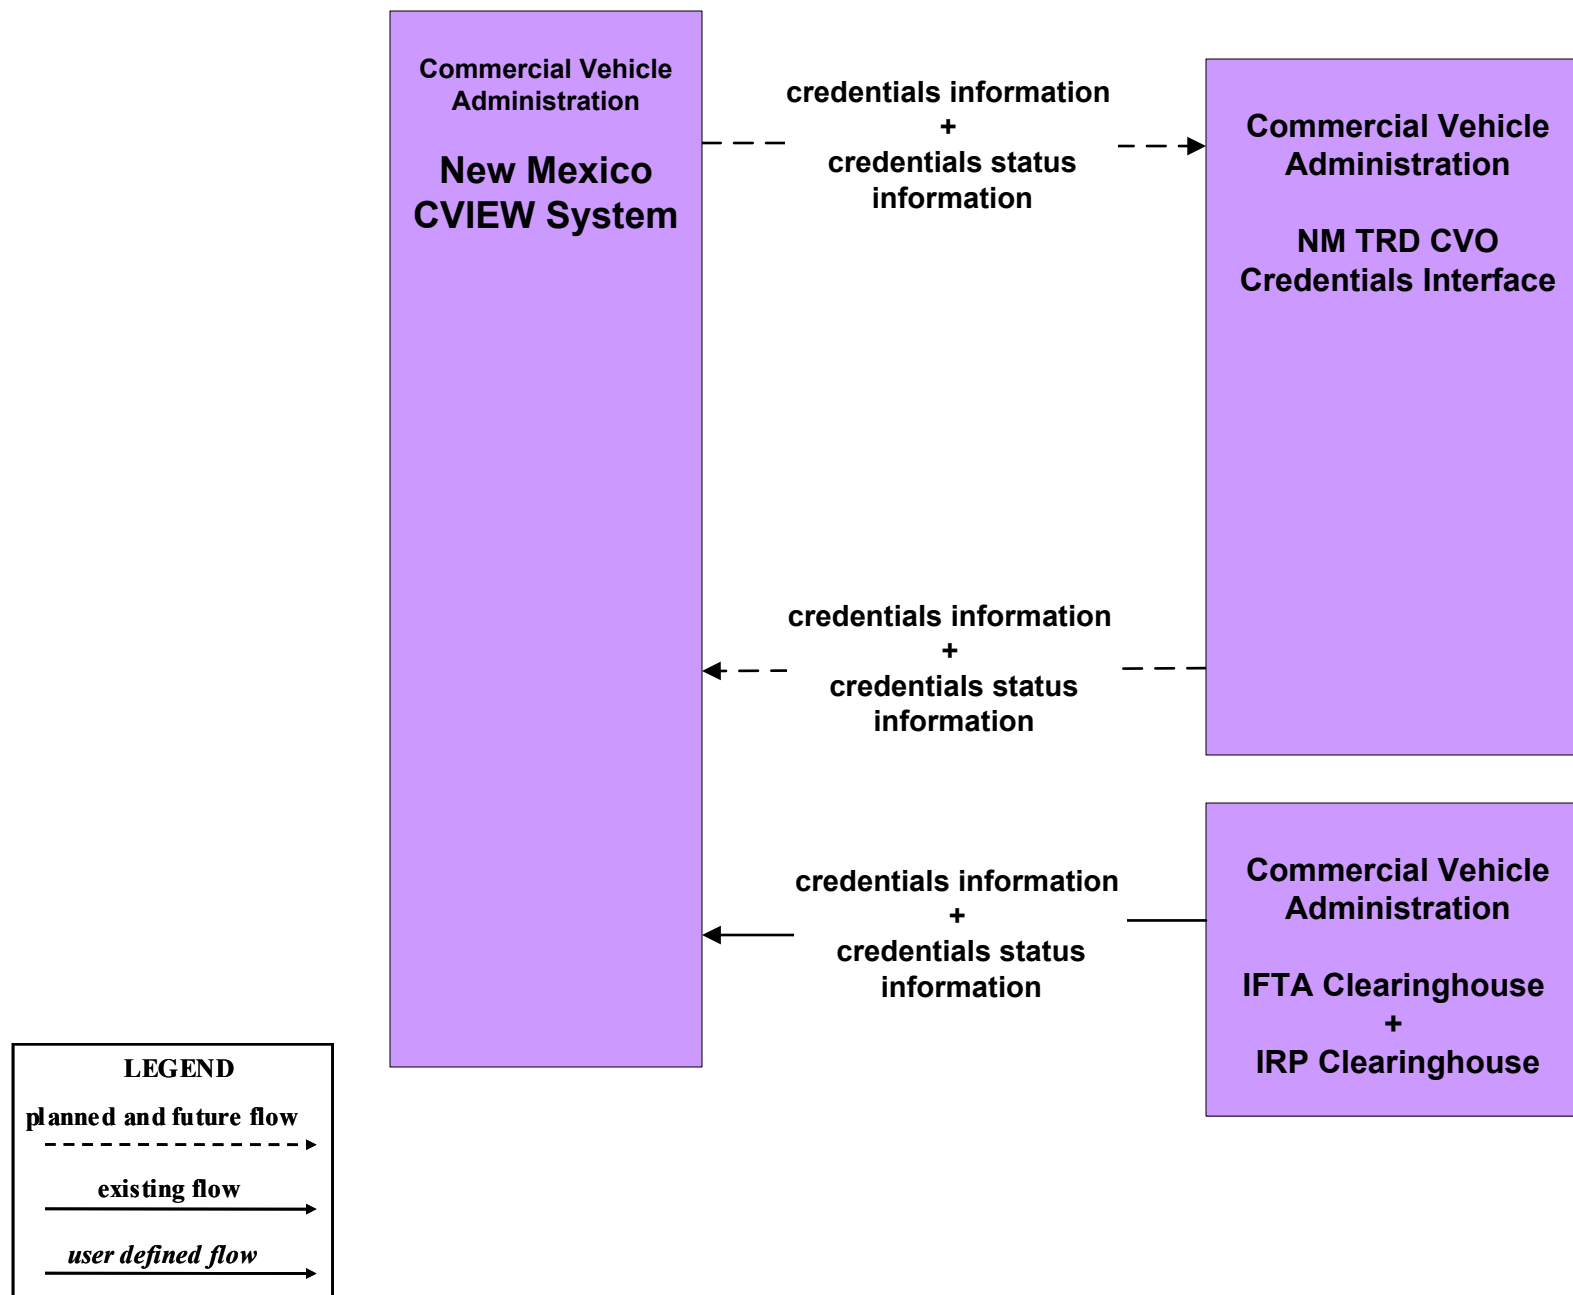 Commercial Vehicle
Administration
New Mexico
CVIEW System
credentials information
+
credentials status
information
Commercial Vehicle
Administration
NM TRD CVO
Credentials Interface
credentials information
+
credentials status
information
credentials information
+
credentials status
information
Commercial Vehicle
Administration
IFTA Clearinghouse
+
IRP Clearinghouse
LEGEND
planned and future flow
existing flow
user defined flow